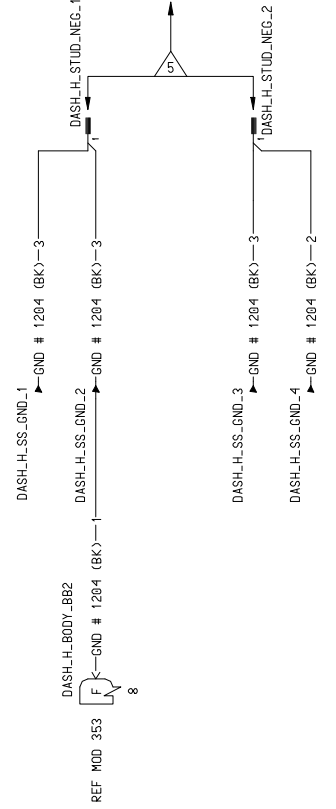 DASH_H_STUD_NEG_1
DASH_H_STUD_NEG_2
5
1
1
GND # 1204 (BK)
3
GND # 1204 (BK)
3
GND # 1204 (BK)
3
GND # 1204 (BK)
2
DASH_H_SS_GND_1
DASH_H_SS_GND_2
DASH_H_SS_GND_3
DASH_H_SS_GND_4
GND # 1204 (BK)
1
DASH_H_BODY_BB2
F
8
REF MOD 353